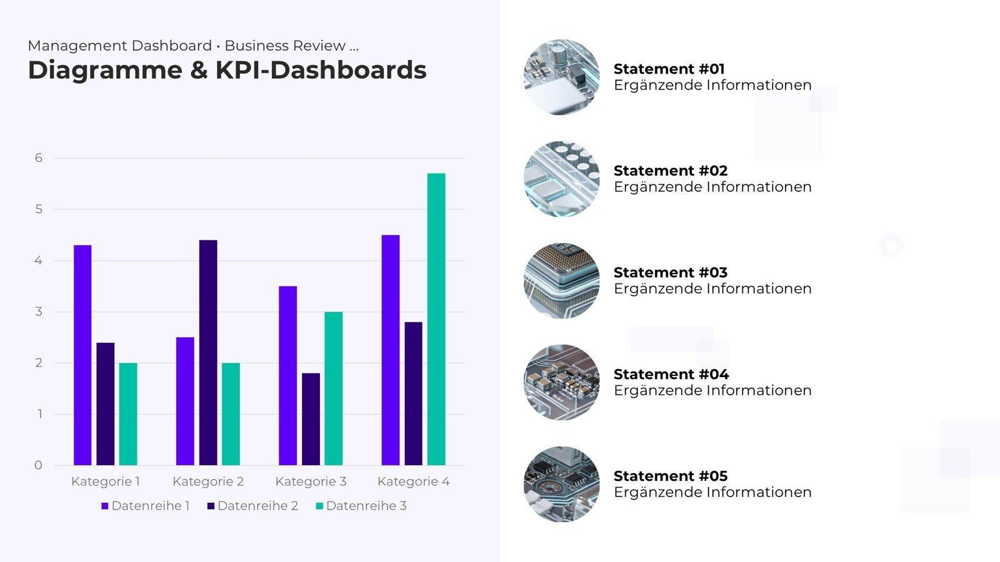 Management Dashboard • Business Review ...
Diagramme & KPI-Dashboards
6
5
4
3
2
1
0
Kategorie 1 Kategorie 2 Kategorie 3 Kategorie 4
Datenreihe 1 Datenreihe 2 Datenreihe 3
Statement #01
Ergänzende Informationen
Statement #02
Ergänzende Informationen
Statement #03
Ergänzende Informationen
Statement #04
Ergänzende Informationen
Statement #05
Ergänzende Informationen